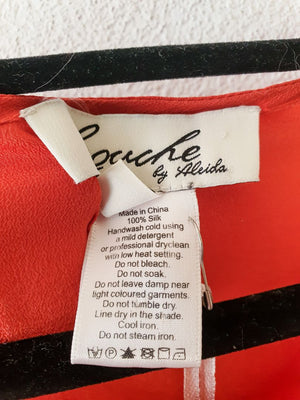 by Aleida
Made in China
100% Silk
Handwash cold using
a mild detergent
or professional dryclean
with low heat setting.
Do not bleach.
Do not soak.
Do not leave damp near
light coloured garments.
Do not tumble dry.
Line dry in the shade.
Cool iron.
Do not steam iron.